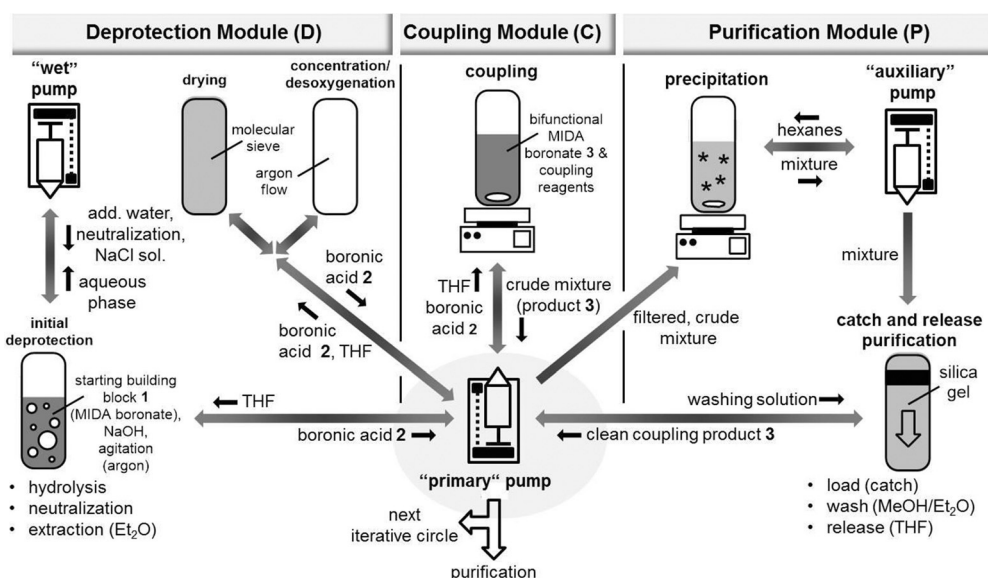 Deprotection Module (D)
Coupling Module (C)
Purification Module (P)
“wet”
pump
drying
concentration/
desoxygenation
molecular
sieve
argon
flow
add. water,
neutralization,
NaCl sol.
aqueous
phase
boronic
acid 2
boronic
acid 2, THF
initial
deprotection
starting building
block 1
(MIDA boronate),
NaOH,
agitation
(argon)
THF
boronic acid 2
• hydrolysis
• neutralization
• extraction (Et₂O)
coupling
bifunctional
MIDA
boronate 3 &
coupling
reagents
THF
boronic
acid 2
crude mixture
(product 3)
“primary“ pump
next
iterative circle
purification
precipitation
* * * *
“auxiliary”
pump
hexanes
mixture
mixture
filtered, crude
mixture
catch and release
purification
silica
gel
washing solution
clean coupling product 3
• load (catch)
• wash (MeOH/Et₂O)
• release (THF)